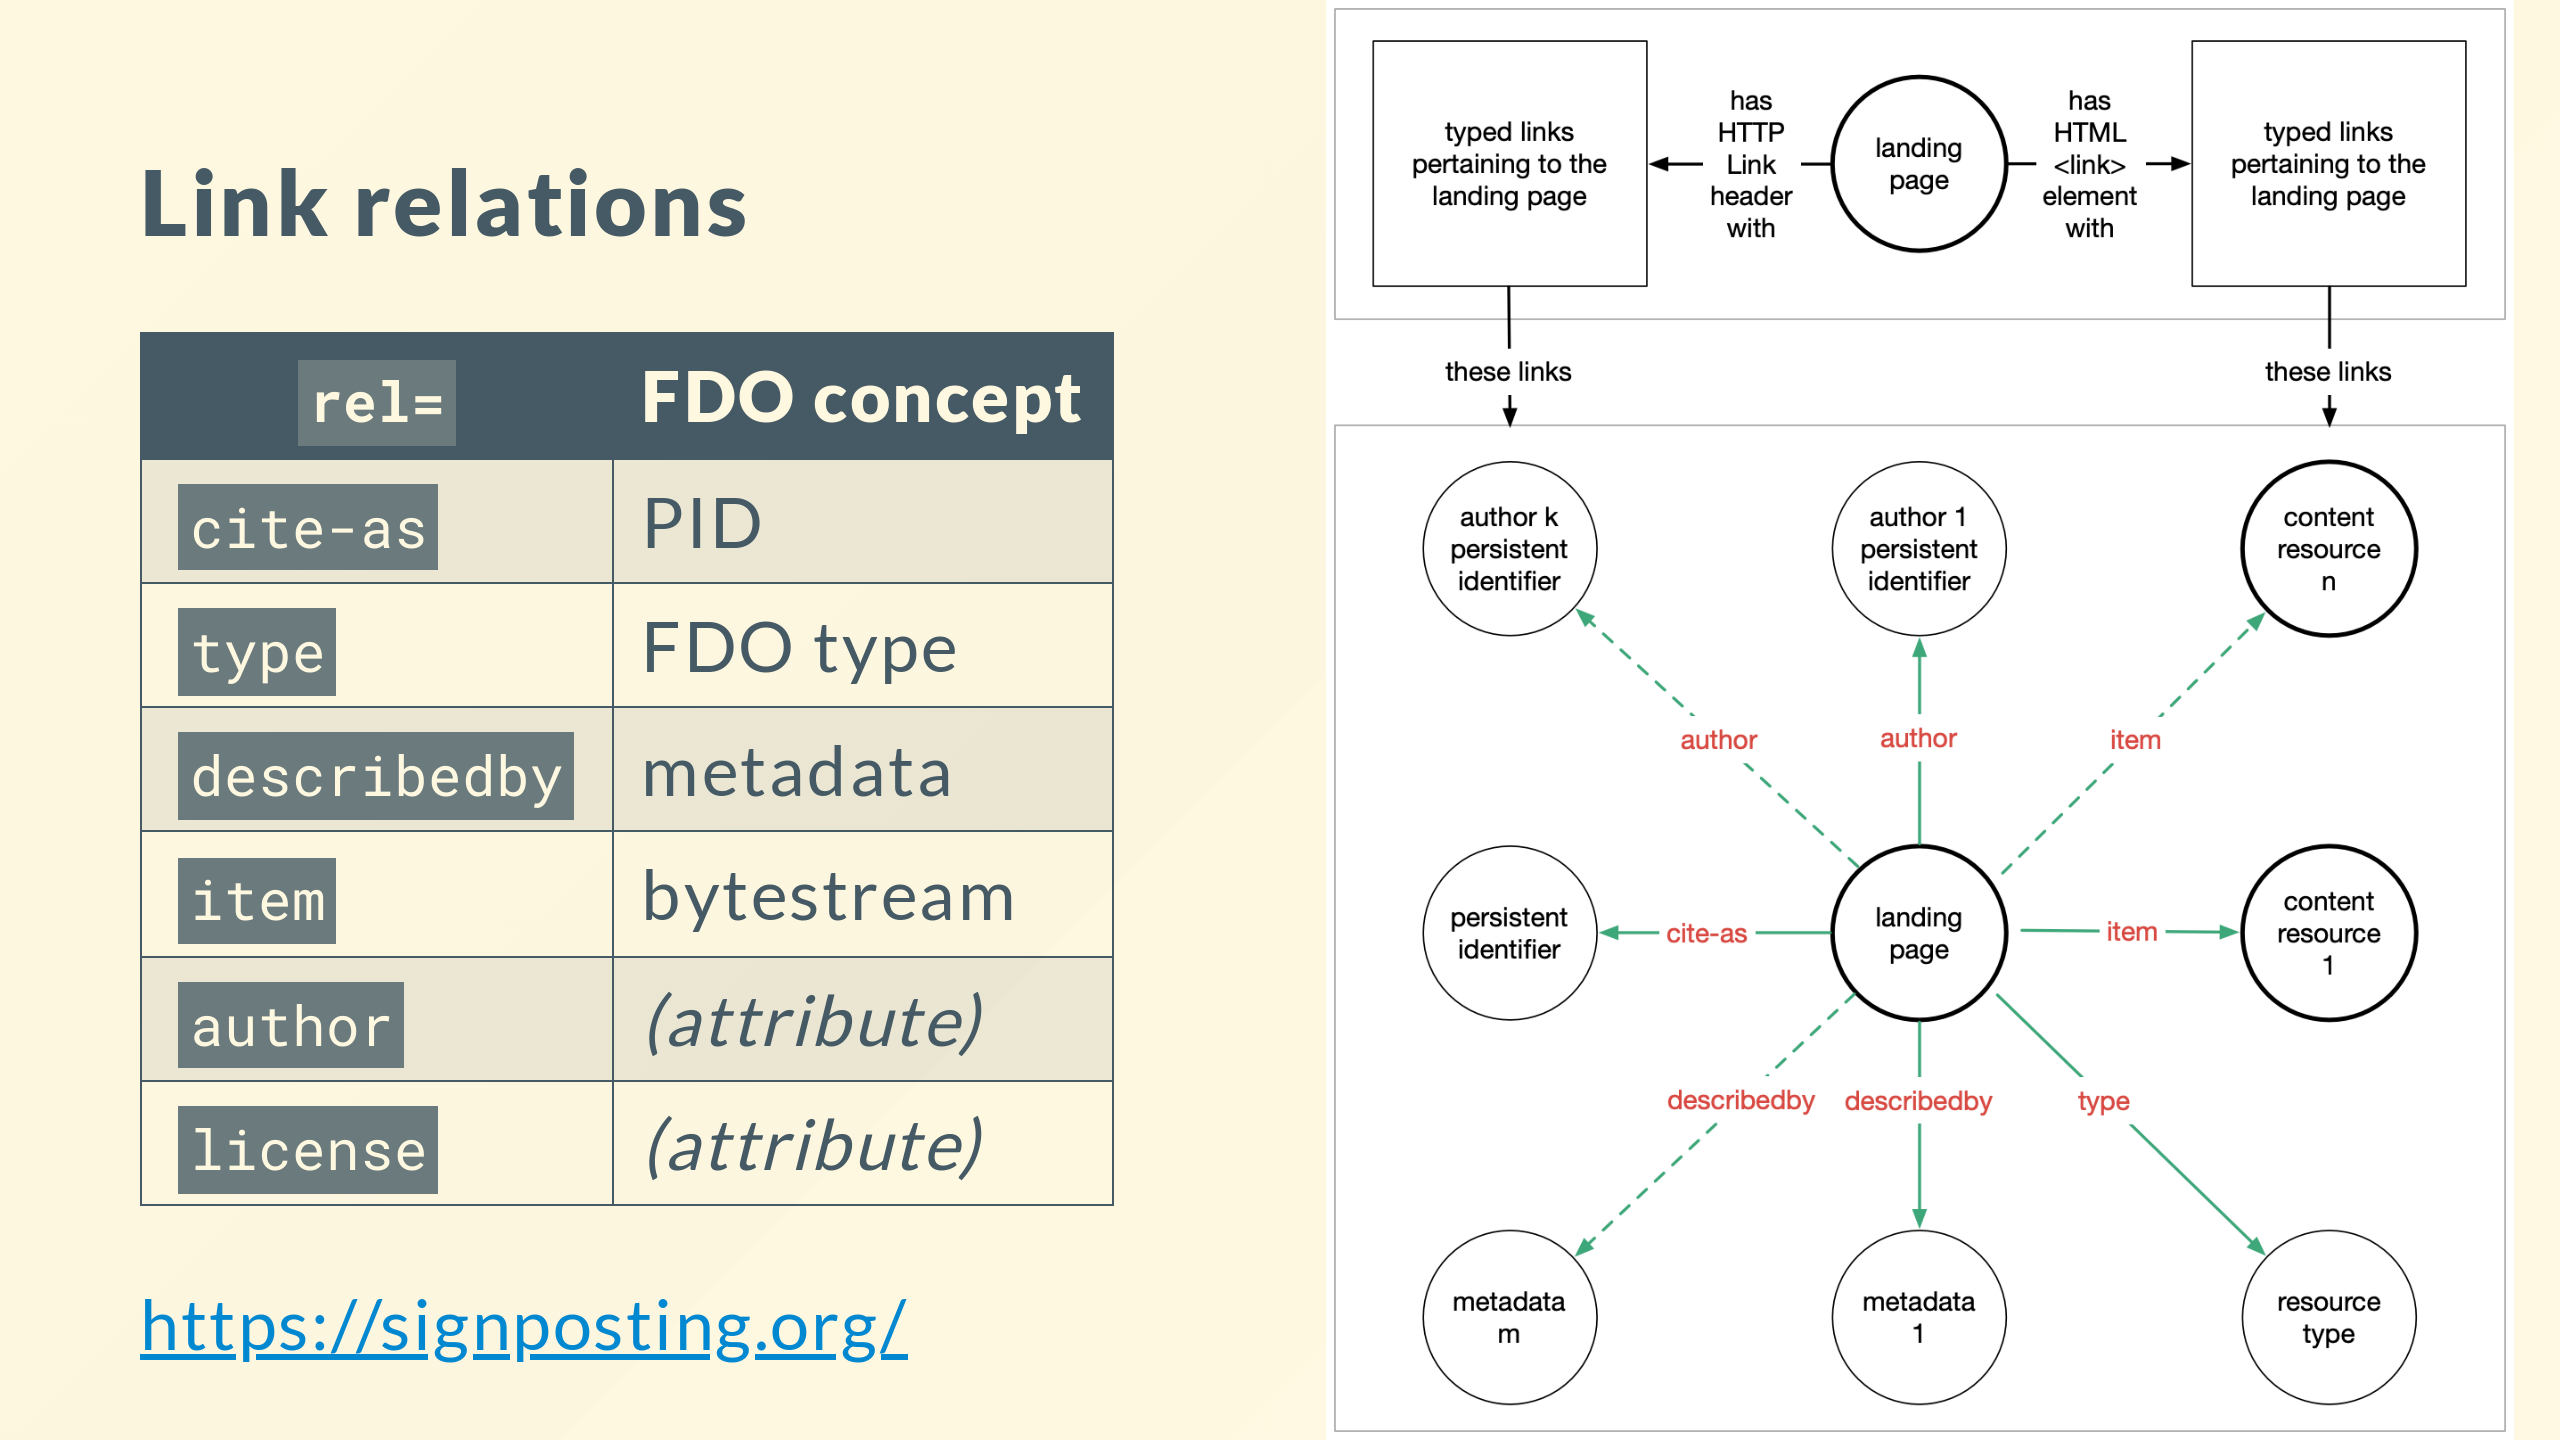 Link relations
rel= FDO concept
cite-as PID
type FDO type
describedby metadata
item bytestream
author (attribute)
license (attribute)
https://signposting.org/
typed links
pertaining to the
landing page
has
HTTP
Link
header
with
landing
page
has
HTML
<link>
element
with
typed links
pertaining to the
landing page
these links
these links
author k
persistent
identifier
author 1
persistent
identifier
content
resource
n
author
author
item
persistent
identifier
cite-as
landing
page
item
content
resource
1
describedby
describedby
type
metadata
m
metadata
1
resource
type